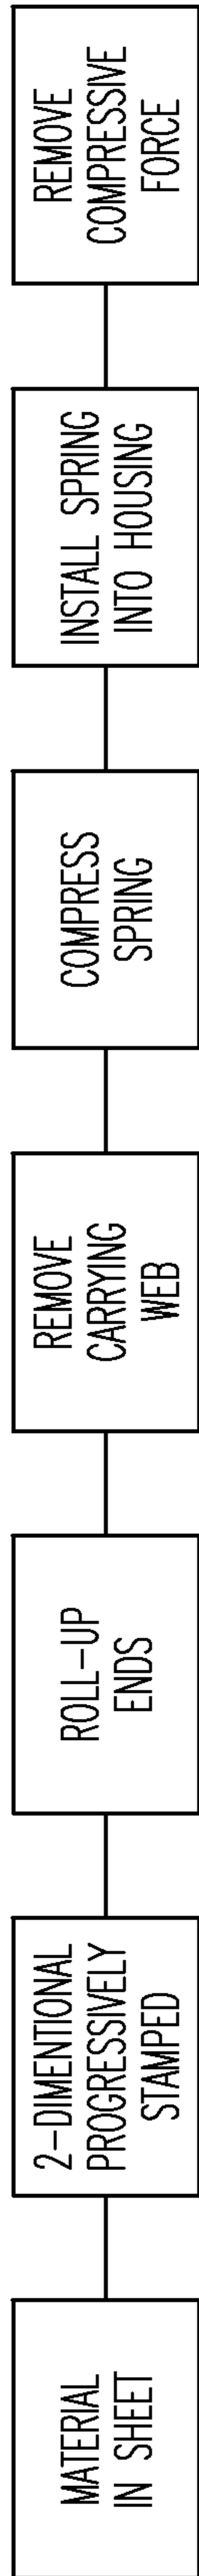 MATERIAL
IN SHEET
2-DIMENTIONAL
PROGRESSIVELY
STAMPED
ROLL-UP
ENDS
REMOVE
CARRYING
WEB
COMPRESS
SPRING
INSTALL SPRING
INTO HOUSING
REMOVE
COMPRESSIVE
FORCE